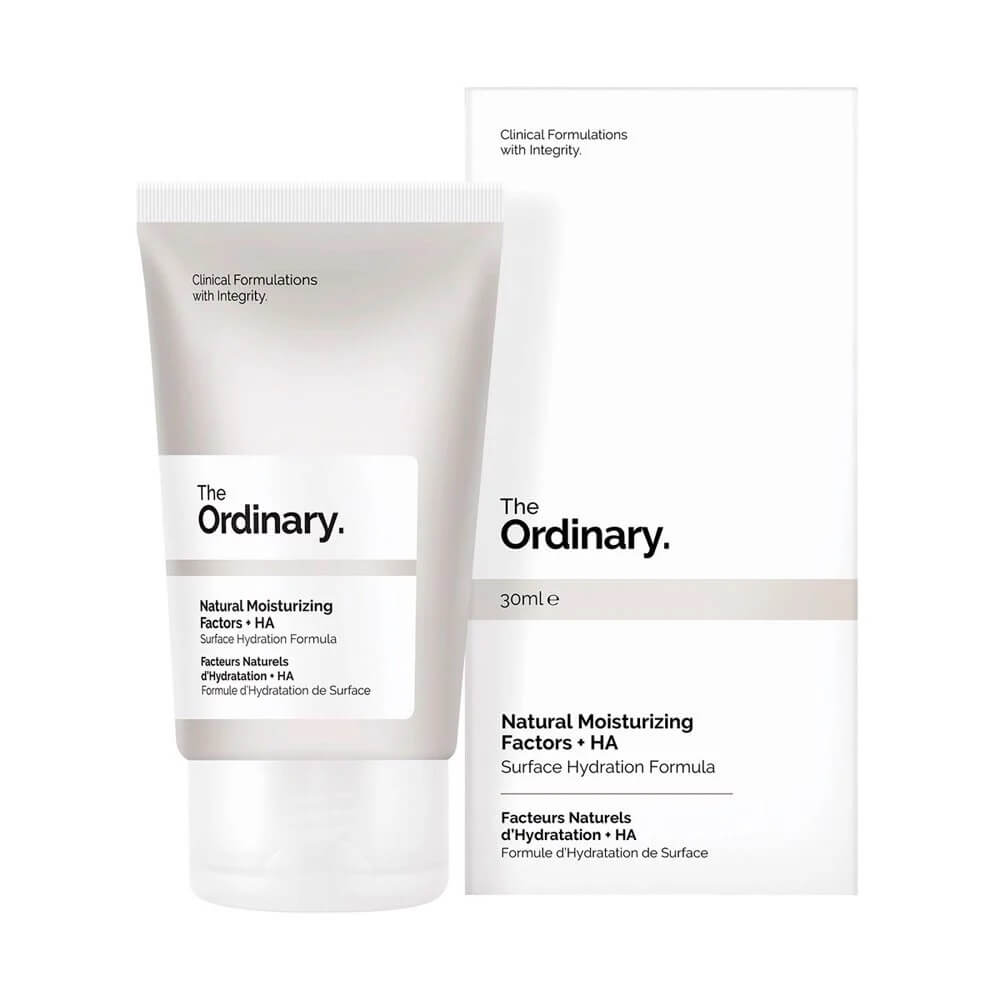 Clinical Formulations
with Integrity.
The
Ordinary.
Natural Moisturizing
Factors + HA
Surface Hydration Formula
Facteurs Naturels
d'Hydratation + HA
Formule d'Hydratation de Surface
Clinical Formulations
with Integrity.
The
Ordinary.
30ml ℮
Natural Moisturizing
Factors + HA
Surface Hydration Formula
Facteurs Naturels
d'Hydratation + HA
Formule d'Hydratation de Surface